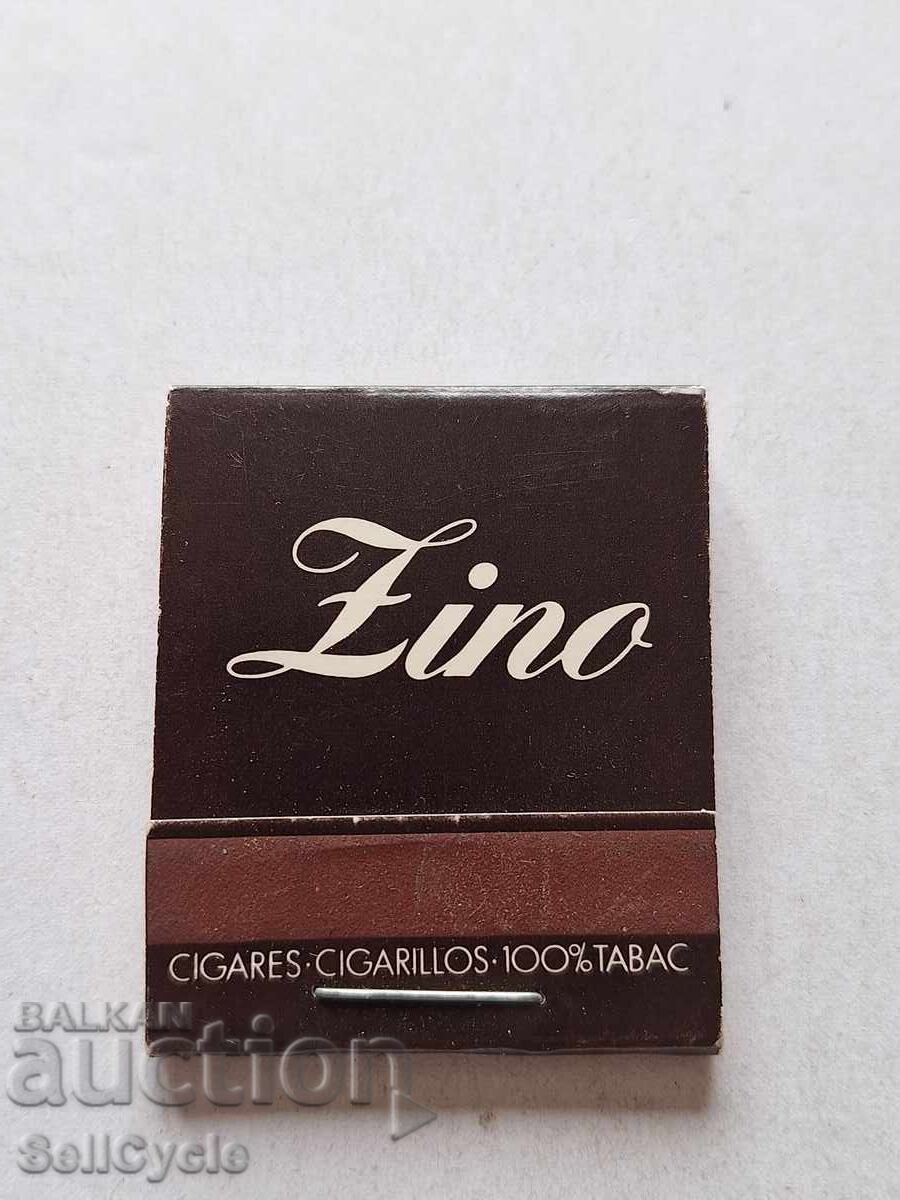 Zino
CIGARES·CIGARILLOS·100% TABAC
BALKAN
auction
SellCycle